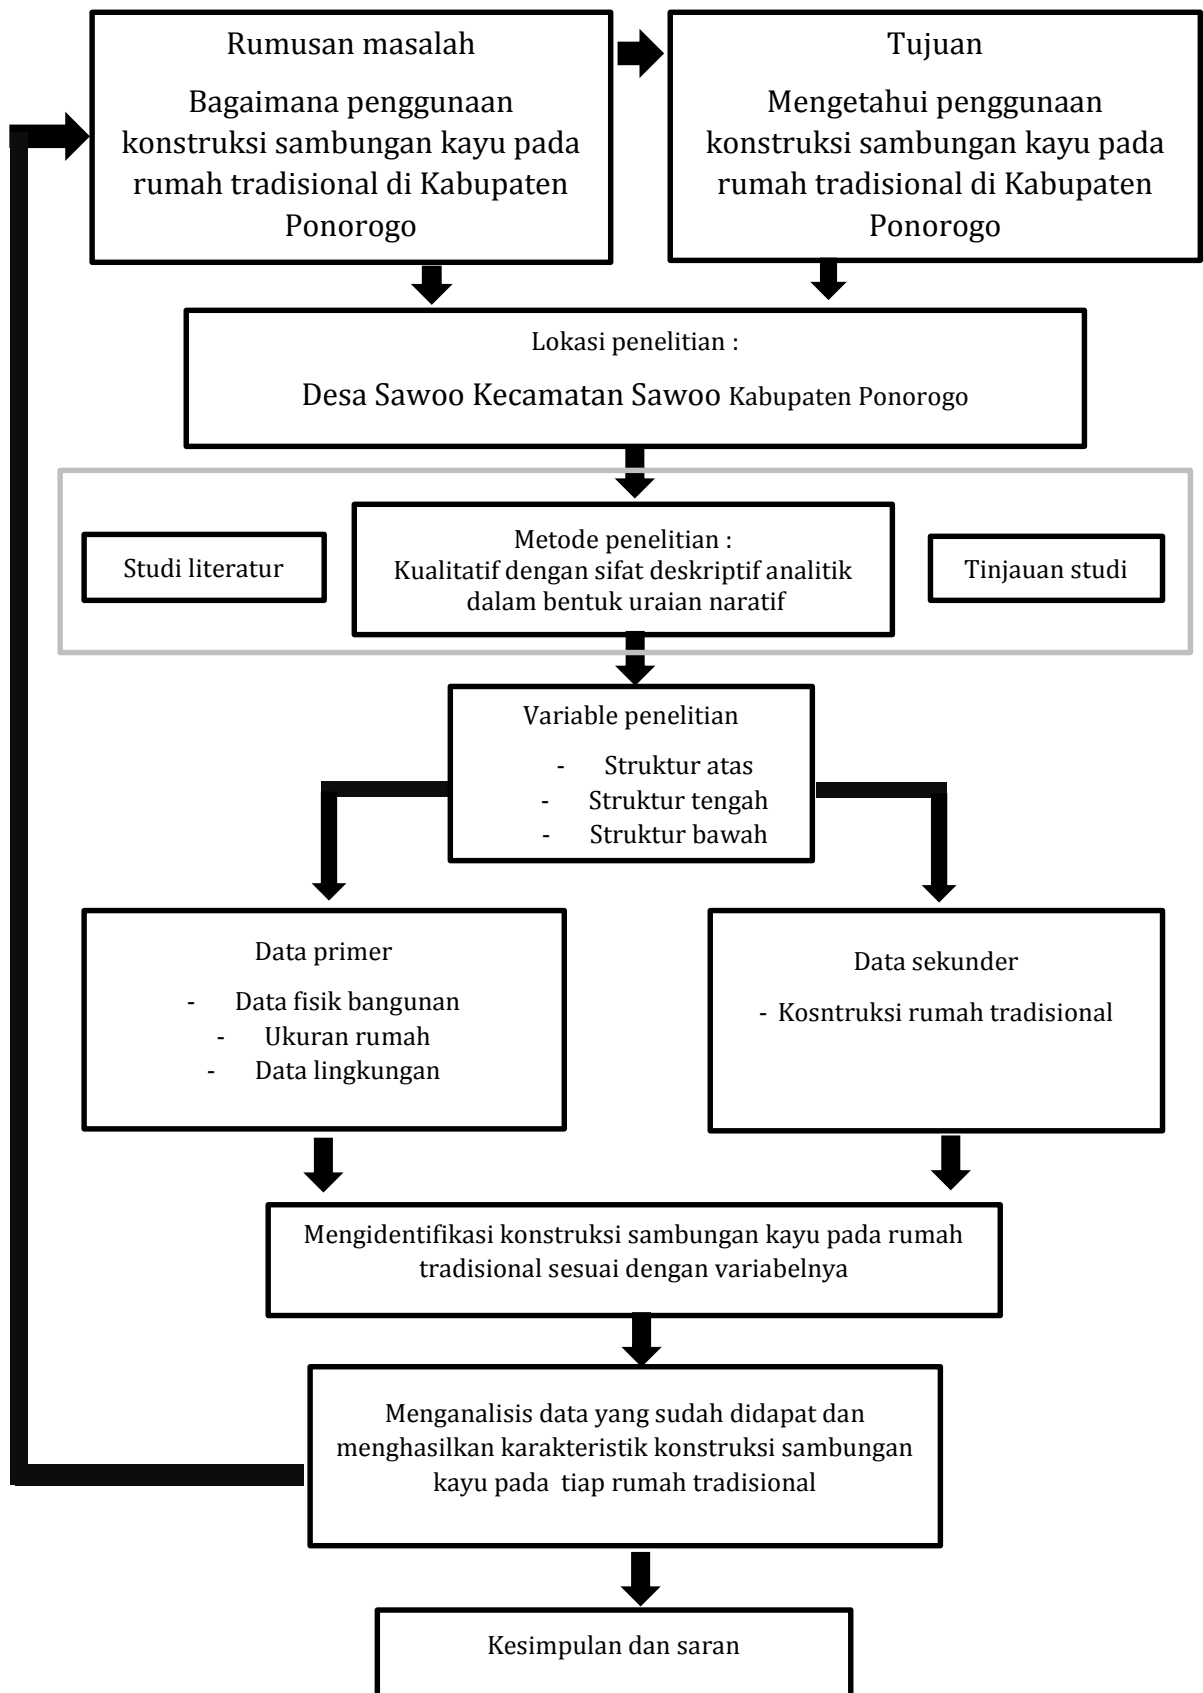 Rumusan masalah
Bagaimana penggunaan
konstruksi sambungan kayu pada
rumah tradisional di Kabupaten
Ponorogo
Tujuan
Mengetahui penggunaan
konstruksi sambungan kayu pada
rumah tradisional di Kabupaten
Ponorogo
Lokasi penelitian :
Desa Sawoo Kecamatan Sawoo Kabupaten Ponorogo
Studi literatur
Metode penelitian :
Kualitatif dengan sifat deskriptif analitik
dalam bentuk uraian naratif
Tinjauan studi
Variable penelitian
- Struktur atas
- Struktur tengah
- Struktur bawah
Data primer
- Data fisik bangunan
- Ukuran rumah
- Data lingkungan
Data sekunder
- Kosntruksi rumah tradisional
Mengidentifikasi konstruksi sambungan kayu pada rumah
tradisional sesuai dengan variabelnya
Menganalisis data yang sudah didapat dan
menghasilkan karakteristik konstruksi sambungan
kayu pada tiap rumah tradisional
Kesimpulan dan saran